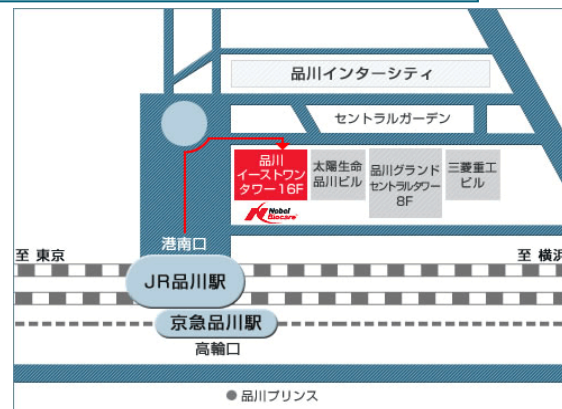 品川インターシティ
セントラルガーデン
品川
イーストワン
タワー 16F
太陽生命
品川ビル
品川グランド
セントラルタワー
8F
三菱重工
ビル
Nobel
Biocare
港南口
至 東京
至 横浜
JR品川駅
京急品川駅
高輪口
品川プリンス